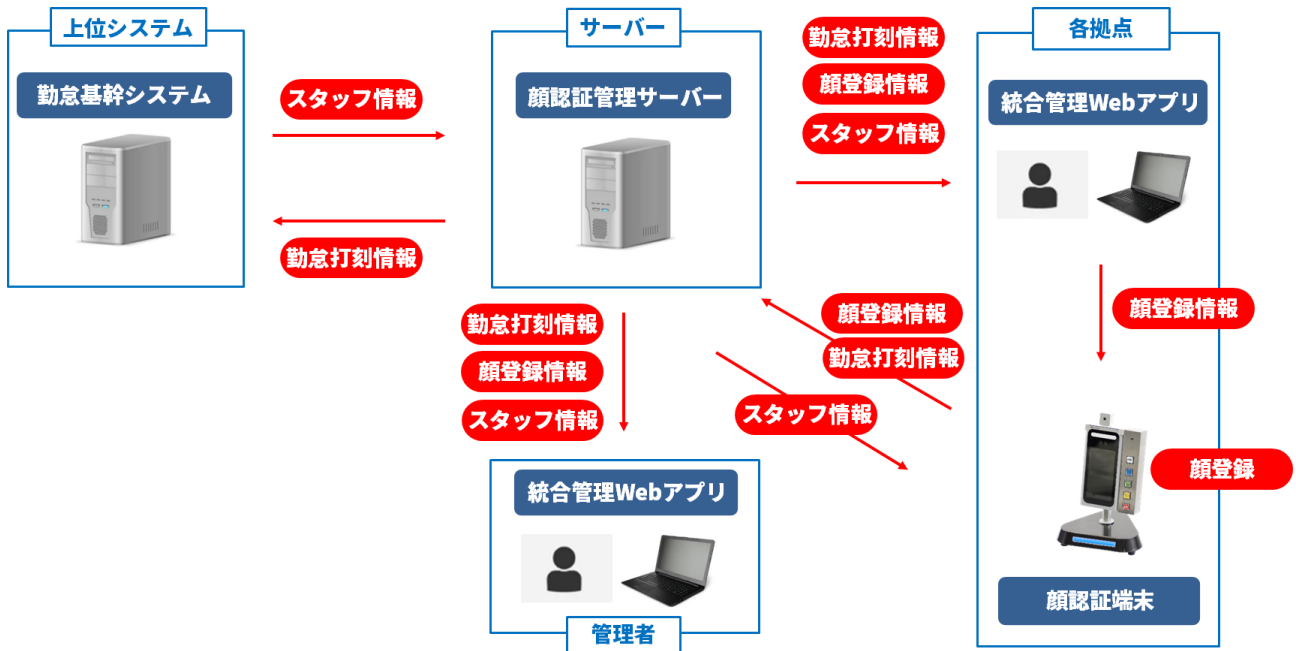 上位システム
勤怠基幹システム
スタッフ情報
勤怠打刻情報
サーバー
顔認証管理サーバー
勤怠打刻情報
顔登録情報
スタッフ情報
各拠点
統合管理Webアプリ
顔登録情報
顔登録情報
勤怠打刻情報
スタッフ情報
勤怠打刻情報
顔登録情報
スタッフ情報
顔登録
顔認証端末
統合管理Webアプリ
管理者